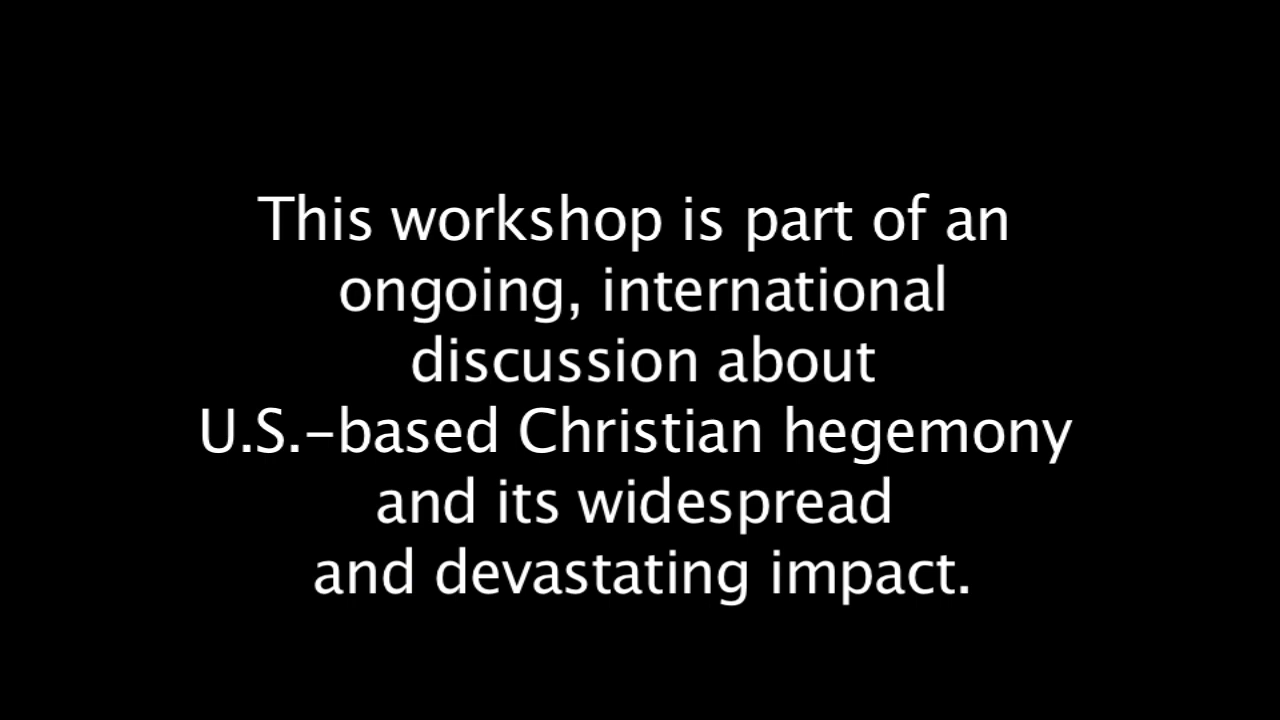 This workshop is part of an
ongoing, international
discussion about
U.S.–based Christian hegemony
and its widespread
and devastating impact.